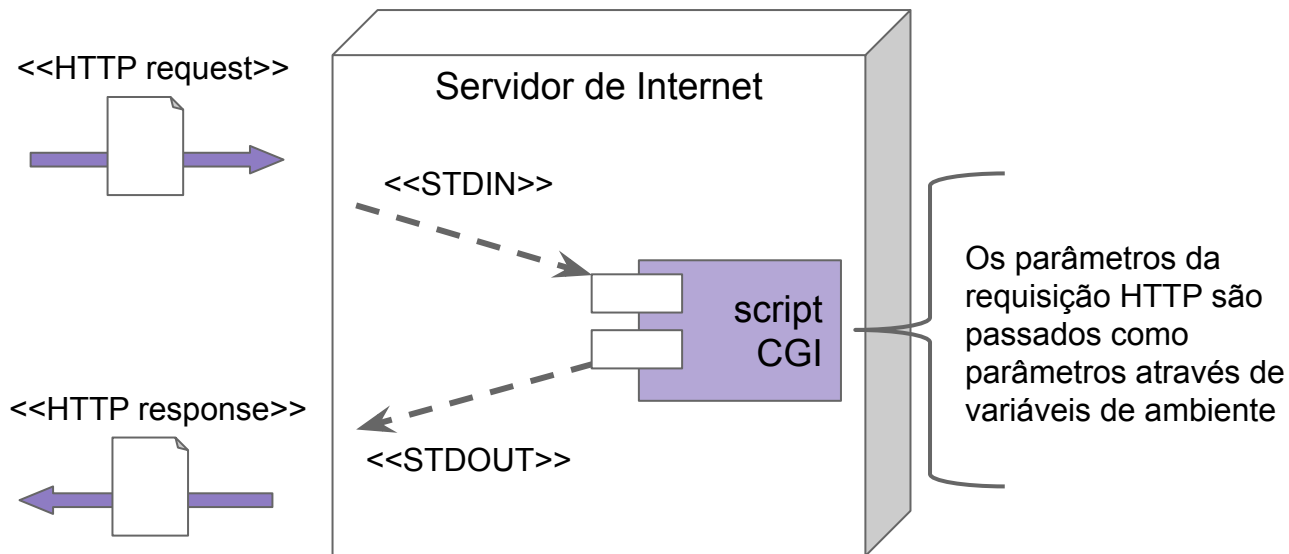 <<HTTP request>>
Servidor de Internet
<<STDIN>>
script
CGI
Os parâmetros da
requisição HTTP são
passados como
parâmetros através de
variáveis de ambiente
<<HTTP response>>
<<STDOUT>>